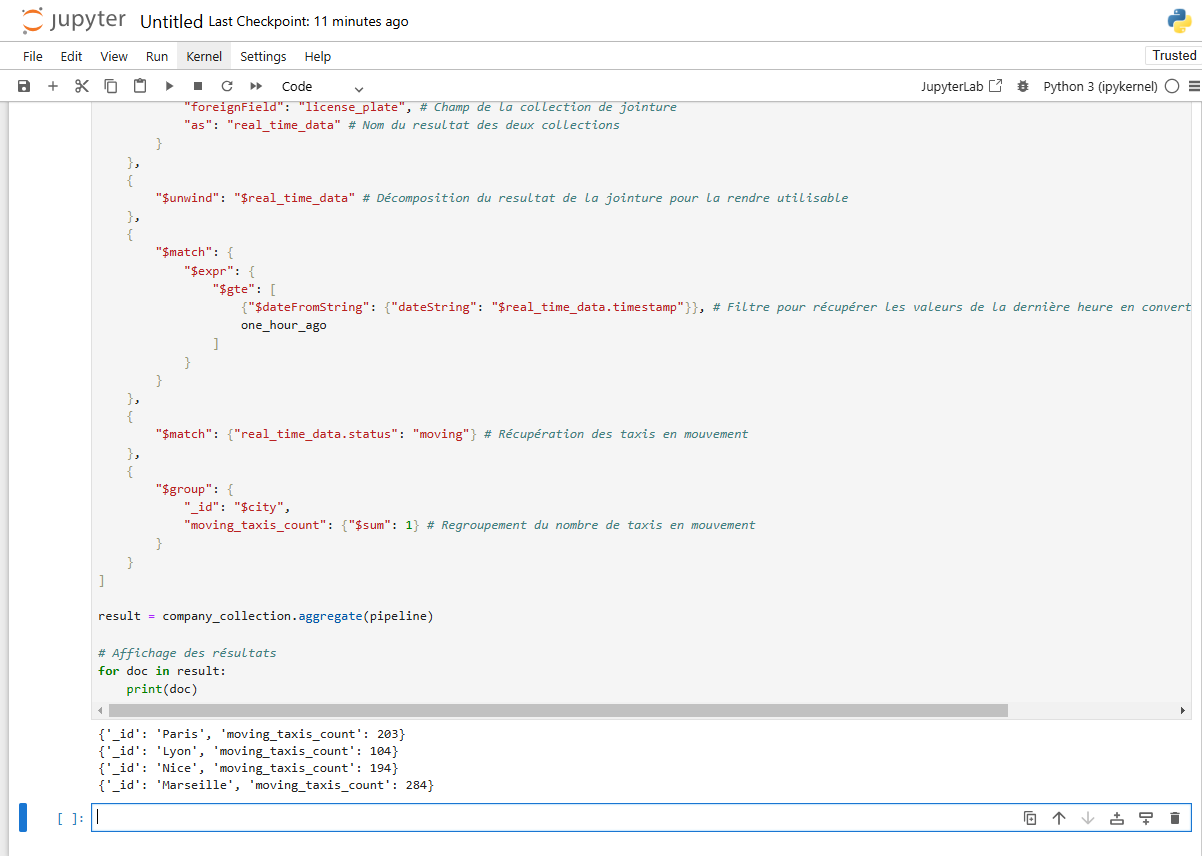 jupyter Untitled Last Checkpoint: 11 minutes ago
File Edit View Run Kernel Settings Help Trusted
Code JupyterLab Python 3 (ipykernel)
"foreignField": "license_plate", # Champ de la collection de jointure
"as": "real_time_data" # Nom du resultat des deux collections
}
},
{
"$unwind": "$real_time_data" # Décomposition du resultat de la jointure pour la rendre utilisable
},
{
"$match": {
"$expr": {
"$gte": [
{"$dateFromString": {"dateString": "$real_time_data.timestamp"}}, # Filtre pour récupérer les valeurs de la dernière heure en convert
one_hour_ago
]
}
}
},
{
"$match": {"real_time_data.status": "moving"} # Récupération des taxis en mouvement
},
{
"$group": {
"_id": "$city",
"moving_taxis_count": {"$sum": 1} # Regroupement du nombre de taxis en mouvement
}
}
]
result = company_collection.aggregate(pipeline)
# Affichage des résultats
for doc in result:
print(doc)
{'_id': 'Paris', 'moving_taxis_count': 203}
{'_id': 'Lyon', 'moving_taxis_count': 104}
{'_id': 'Nice', 'moving_taxis_count': 194}
{'_id': 'Marseille', 'moving_taxis_count': 284}
[ ]: